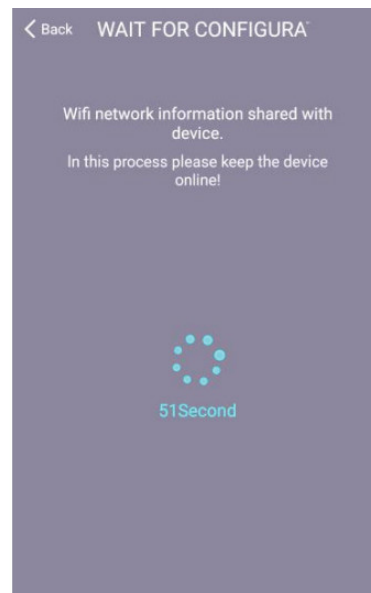 Back WAIT FOR CONFIGURA
Wifi network information shared with
device.
In this process please keep the device
online!
51Second